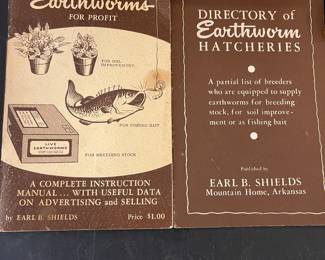 Earthworms
FOR PROFIT
FOR SOIL
IMPROVEMENT
FOR FISHING BAIT
LIVE
EARTHWORMS
FOR BREEDING STOCK
A COMPLETE INSTRUCTION
MANUAL . . . WITH USEFUL DATA
ON ADVERTISING and SELLING
by EARL B. SHIELDS Price $1.00
DIRECTORY of
Earthworm
HATCHERIES
A partial list of breeders
who are equipped to supply
earthworms for breeding
stock, for soil improve-
ment or as fishing bait
Published by
EARL B. SHIELDS
Mountain Home, Arkansas